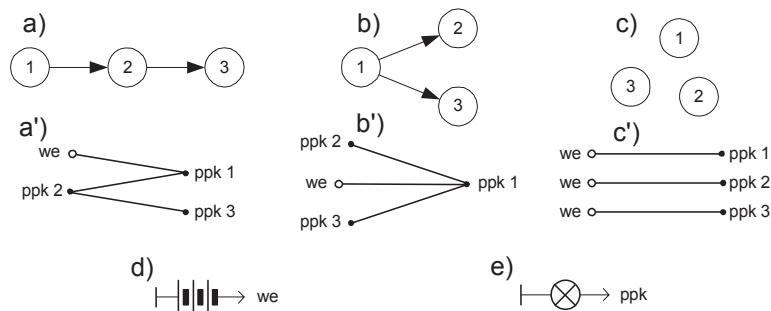 a)
1 2 3
b)
1 2 3
c)
1
3 2
a')
we
ppk 1
ppk 2
ppk 3
b')
ppk 2
we
ppk 1
ppk 3
c')
we ppk 1
we ppk 2
we ppk 3
d)
we
e)
ppk